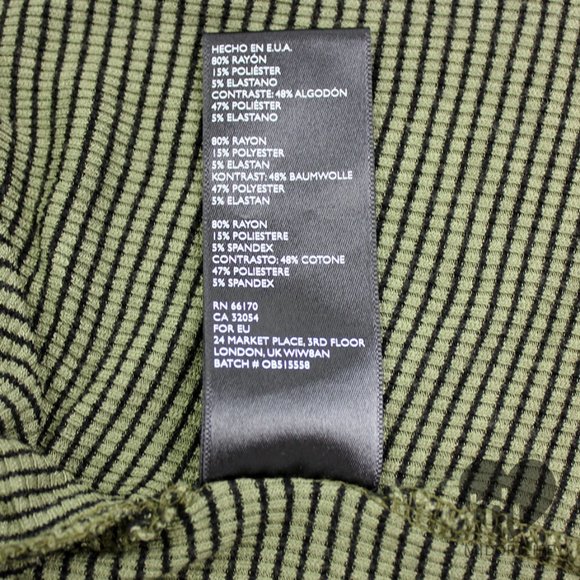 HECHO EN E.U.A.
80% RAYÓN
15% POLIÉSTER
5% ELASTANO
CONTRASTE: 48% ALGODÓN
47% POLIÉSTER
5% ELASTANO
80% RAYON
15% POLYESTER
5% ELASTAN
KONTRAST: 48% BAUMWOLLE
47% POLYESTER
5% ELASTAN
80% RAYON
15% POLIESTERE
5% SPANDEX
CONTRASTO: 48% COTONE
47% POLIESTERE
5% SPANDEX
RN 66170
CA 32054
FOR EU
24 MARKET PLACE, 3RD FLOOR
LONDON, UK W1W8AN
BATCH # OB515558